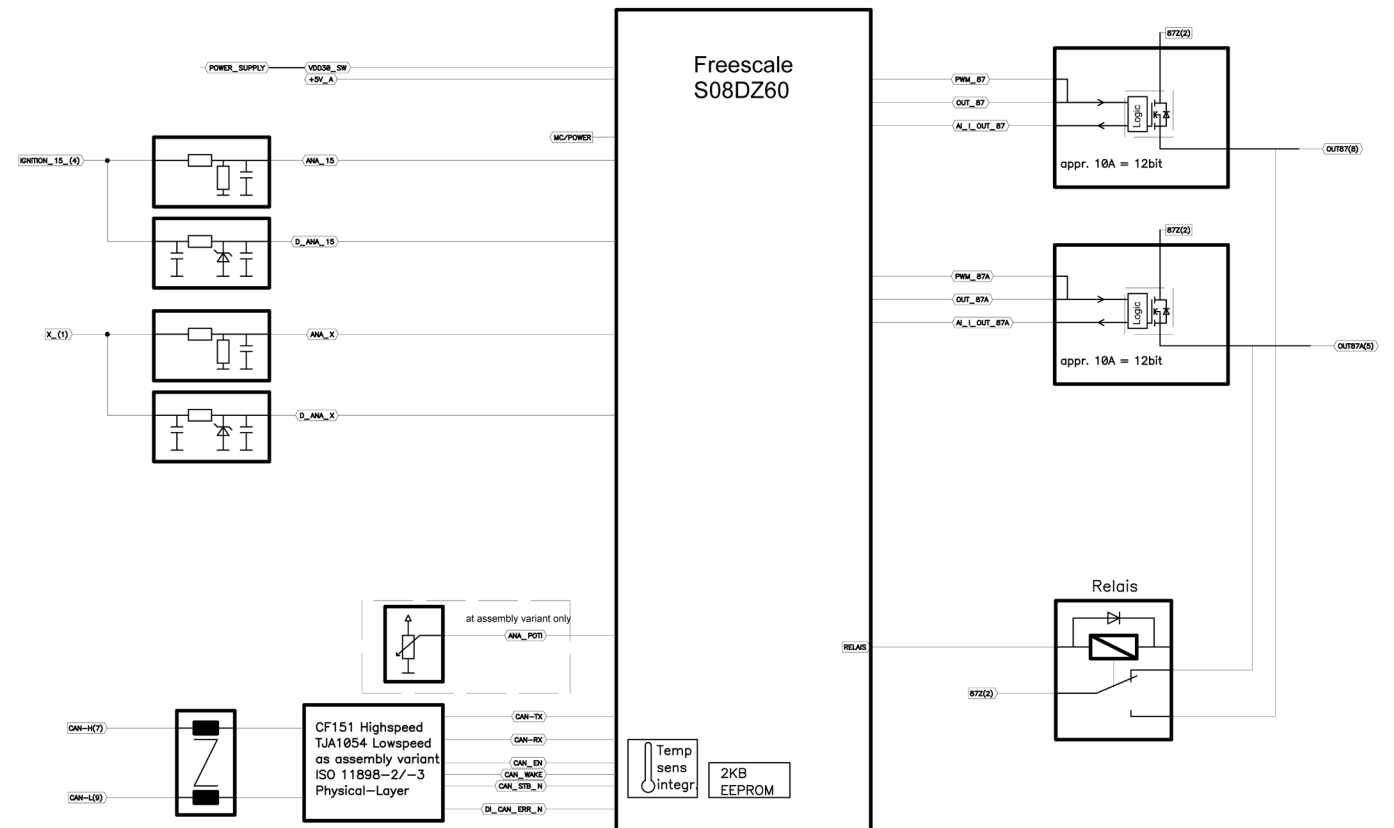 Freescale
S08DZ60
POWER_SUPPLY
VDD30_SW
+5V_A
MC/POWER
IGNITION_15_(4)
ANA_15
D_ANA_15
X_(1)
ANA_X
D_ANA_X
at assembly variant only
ANA_POTI
CAN-H(7)
CAN-L(9)
CF151 Highspeed
TJA1054 Lowspeed
as assembly variant
ISO 11898-2/-3
Physical-Layer
CAN-TX
CAN-RX
CAN_EN
CAN_WAKE
CAN_STB_N
DI_CAN_ERR_N
Temp
sens
integr.
2KB
EEPROM
87Z(2)
PWM_87
OUT_87
AI_I_OUT_87
Logic
appr. 10A = 12bit
OUT87(8)
87Z(2)
PWM_87A
OUT_87A
AI_I_OUT_87A
Logic
appr. 10A = 12bit
OUT87A(5)
Relais
RELAIS
87Z(2)